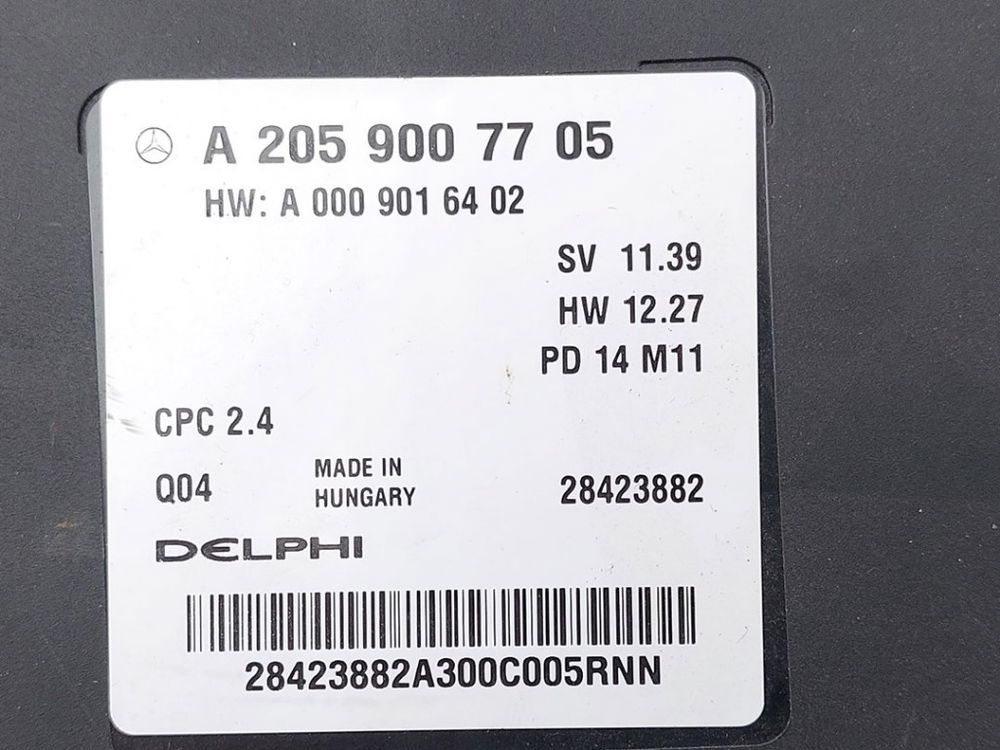 A 205 900 77 05
HW: A 000 901 64 02
SV 11.39
HW 12.27
PD 14 M11
CPC 2.4
Q04
MADE IN
HUNGARY
28423882
DELPHI
28423882A300C005RNN